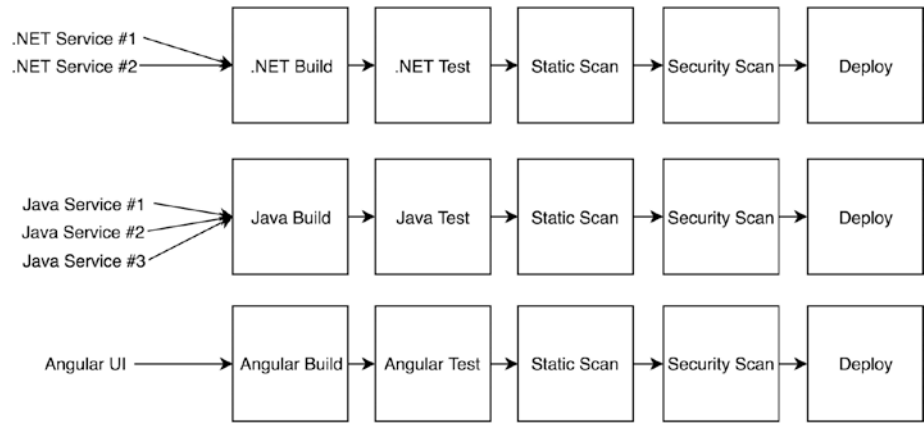 .NET Service #1
.NET Service #2
.NET Build
.NET Test
Static Scan
Security Scan
Deploy
Java Service #1
Java Service #2
Java Service #3
Java Build
Java Test
Static Scan
Security Scan
Deploy
Angular UI
Angular Build
Angular Test
Static Scan
Security Scan
Deploy